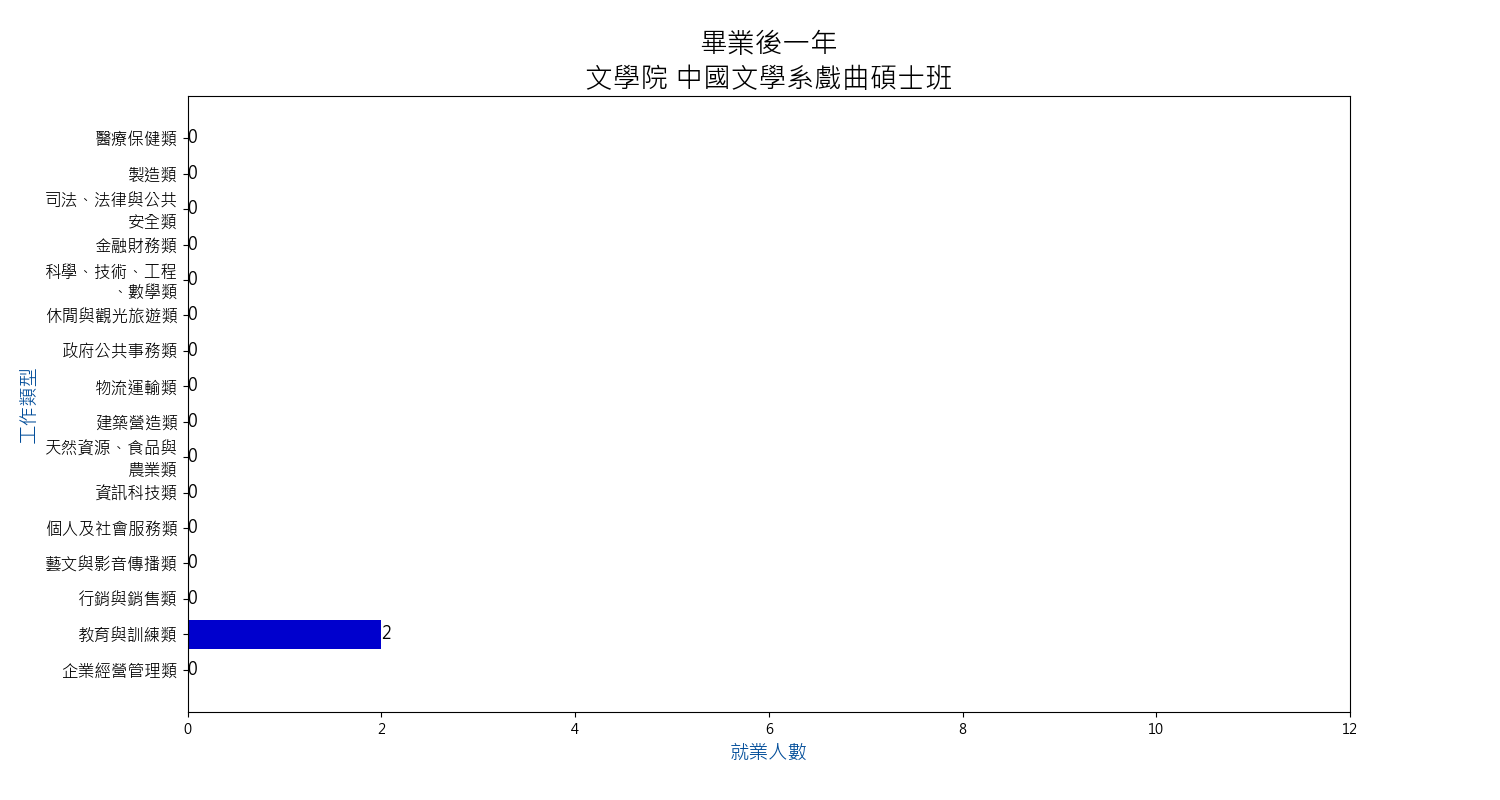 畢業後一年
文學院 中國文學系戲曲碩士班
醫療保健類 0
製造類 0
司法、法律與公共
安全類 0
金融財務類 0
科學、技術、工程
、數學類 0
休閒與觀光旅遊類 0
政府公共事務類 0
物流運輸類 0
建築營造類 0
天然資源、食品與
農業類 0
資訊科技類 0
個人及社會服務類 0
藝文與影音傳播類 0
行銷與銷售類 0
教育與訓練類 2
企業經營管理類 0
工作類型
0 2 4 6 8 10 12
就業人數